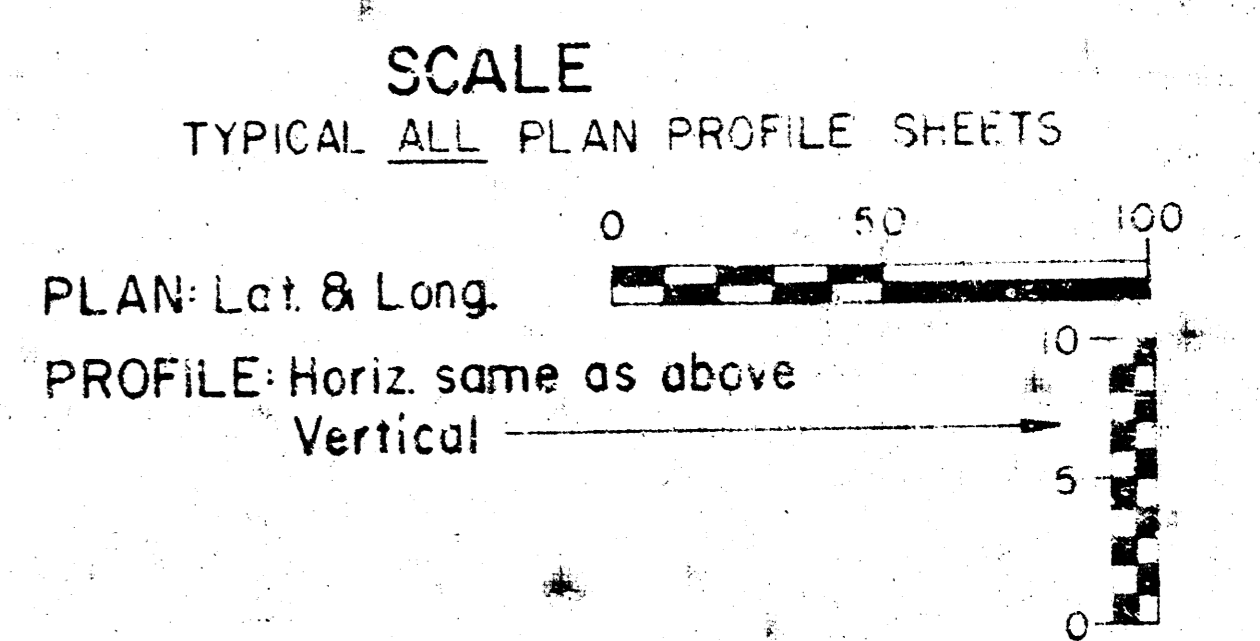 SCALE
TYPICAL ALL PLAN PROFILE SHEETS
0 50 100
PLAN: Lat. & Long.
10
PROFILE: Horiz. same as above
Vertical
5
0